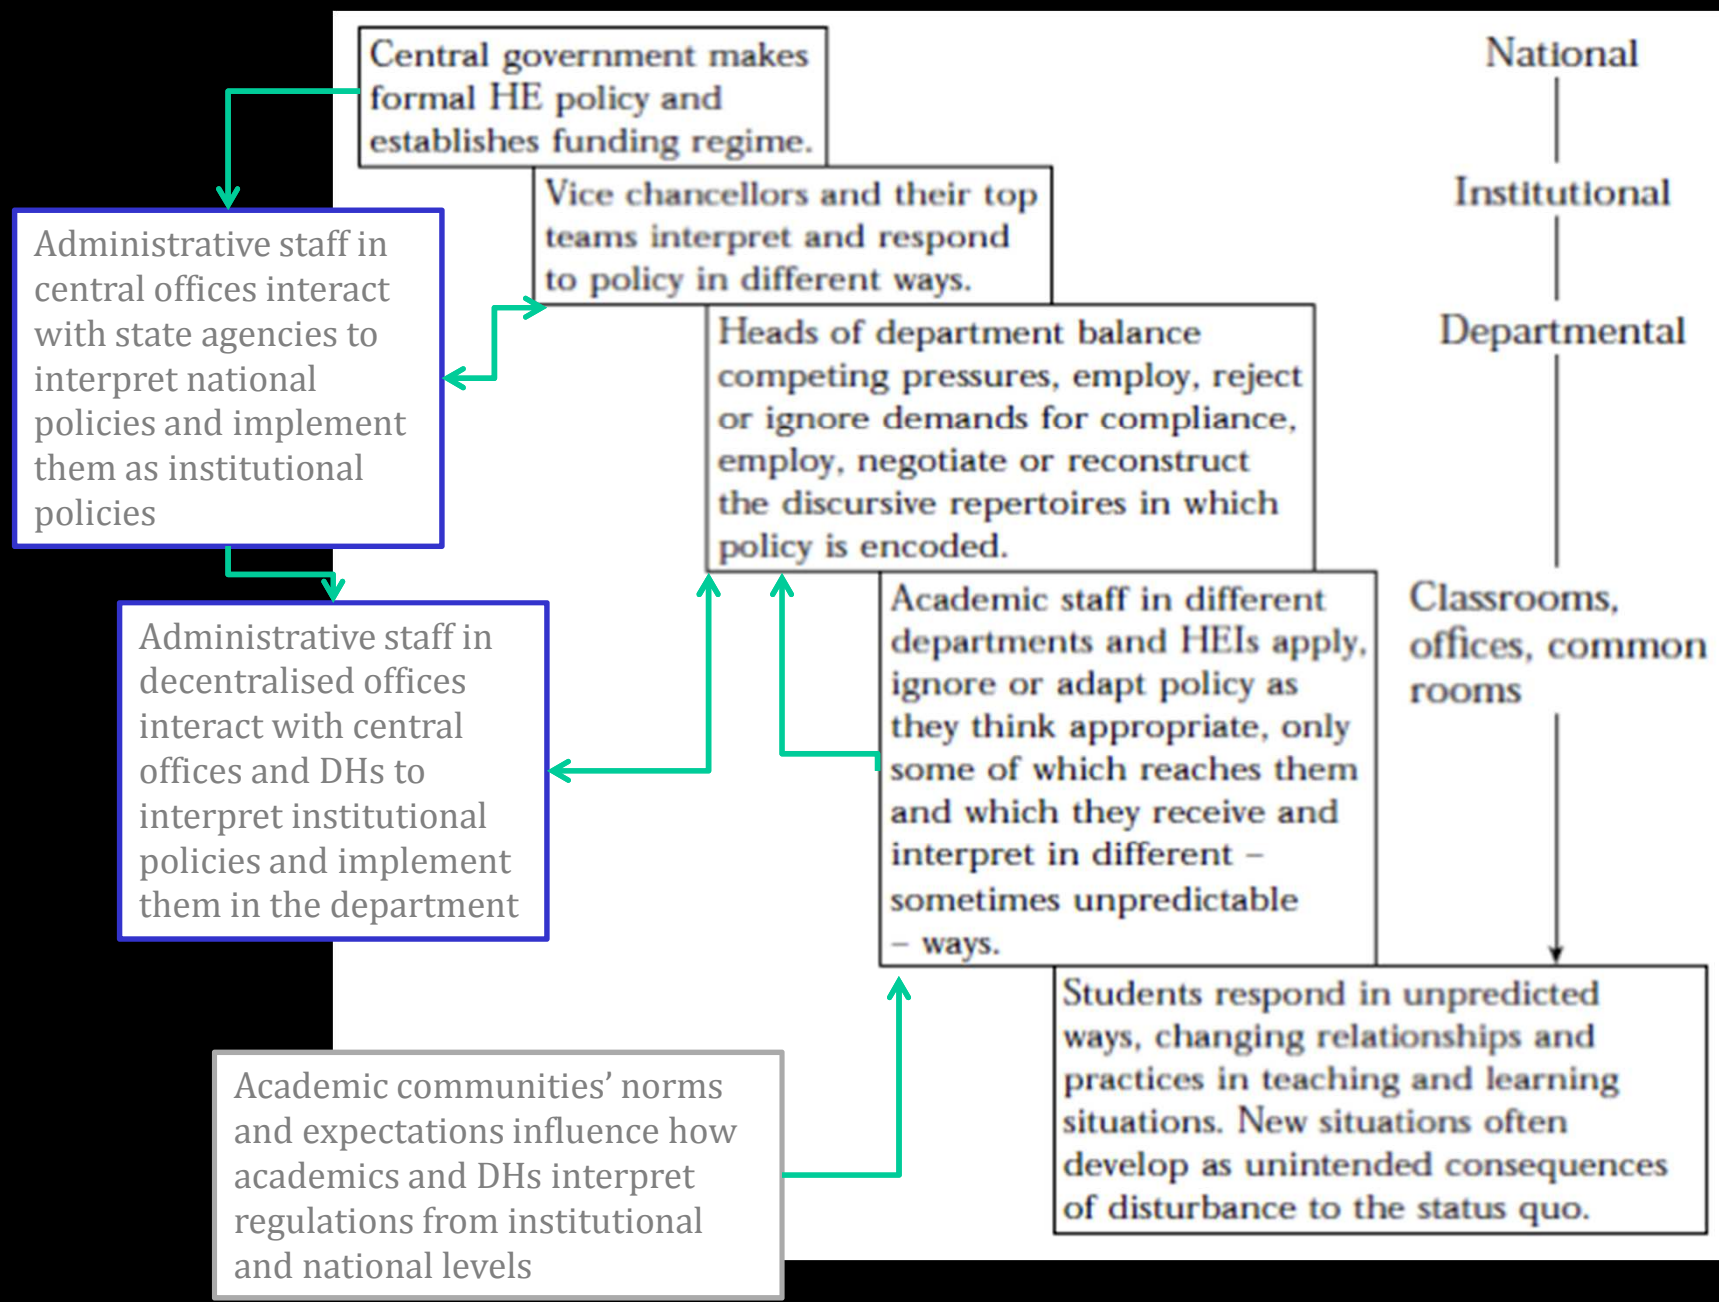 Central government makes
formal HE policy and
establishes funding regime.
National
Vice chancellors and their top
teams interpret and respond
to policy in different ways.
Institutional
Administrative staff in
central offices interact
with state agencies to
interpret national
policies and implement
them as institutional
policies
Heads of department balance
competing pressures, employ, reject
or ignore demands for compliance,
employ, negotiate or reconstruct
the discursive repertoires in which
policy is encoded.
Departmental
Administrative staff in
decentralised offices
interact with central
offices and DHs to
interpret institutional
policies and implement
them in the department
Academic staff in different
departments and HEIs apply,
ignore or adapt policy as
they think appropriate, only
some of which reaches them
and which they receive and
interpret in different –
sometimes unpredictable
– ways.
Classrooms,
offices, common
rooms
Students respond in unpredicted
ways, changing relationships and
practices in teaching and learning
situations. New situations often
develop as unintended consequences
of disturbance to the status quo.
Academic communities’ norms
and expectations influence how
academics and DHs interpret
regulations from institutional
and national levels